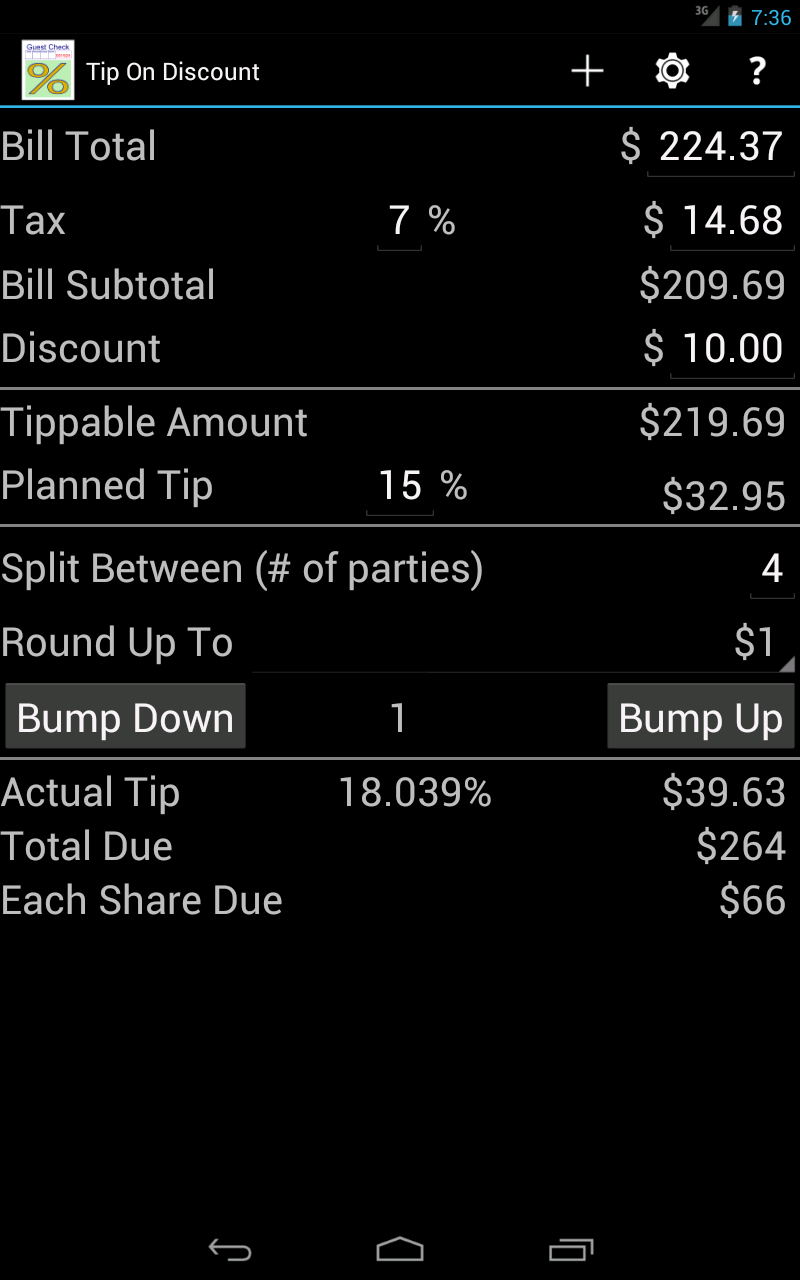 3G 7:36
Guest Check
% Tip On Discount + ?
Bill Total $ 224.37
Tax 7 % $ 14.68
Bill Subtotal $209.69
Discount $ 10.00
Tippable Amount $219.69
Planned Tip 15 % $32.95
Split Between (# of parties) 4
Round Up To $1
Bump Down 1 Bump Up
Actual Tip 18.039% $39.63
Total Due $264
Each Share Due $66